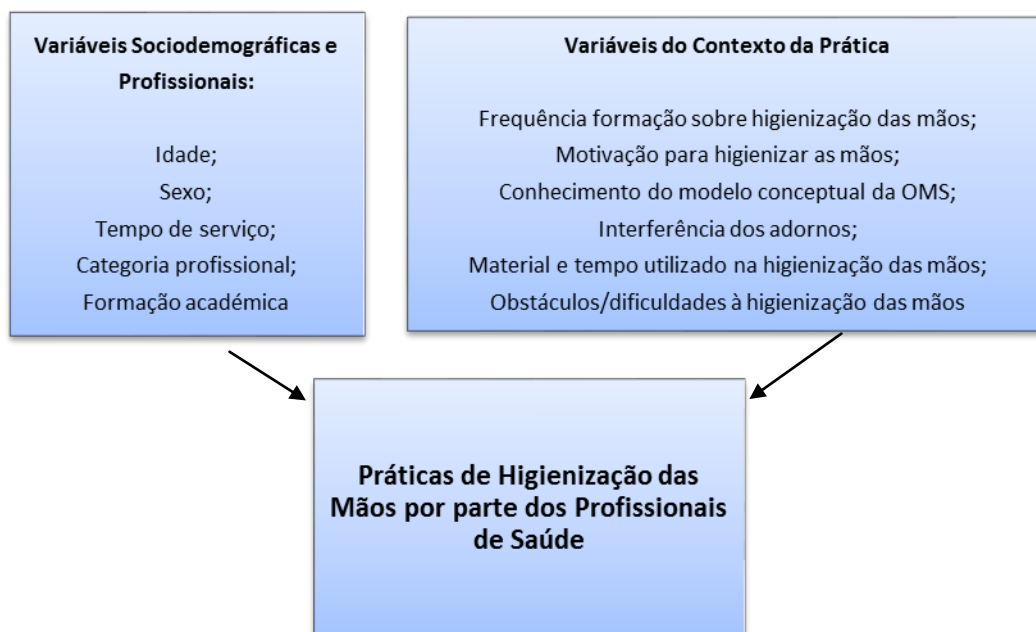 Variáveis Sociodemográficas e
Profissionais:
Idade;
Sexo;
Tempo de serviço;
Categoria profissional;
Formação académica
Variáveis do Contexto da Prática
Frequência formação sobre higienização das mãos;
Motivação para higienizar as mãos;
Conhecimento do modelo conceptual da OMS;
Interferência dos adornos;
Material e tempo utilizado na higienização das mãos;
Obstáculos/dificuldades à higienização das mãos
Práticas de Higienização das
Mãos por parte dos Profissionais
de Saúde